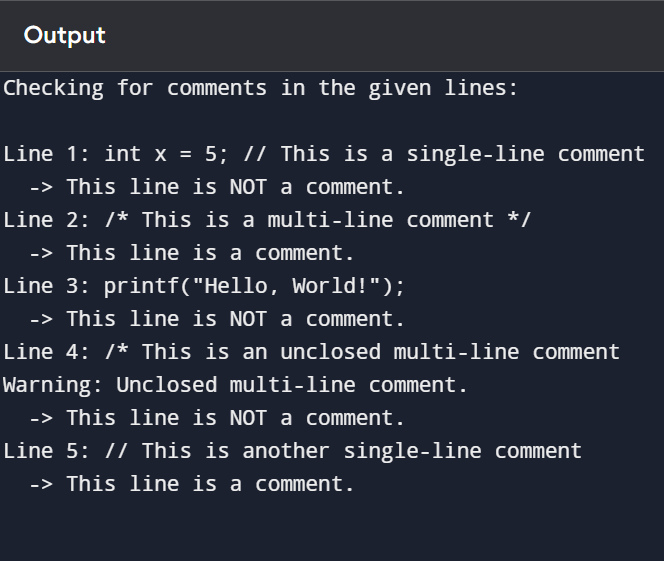 Output
Checking for comments in the given lines:
Line 1: int x = 5; // This is a single-line comment
-> This line is NOT a comment.
Line 2: /* This is a multi-line comment */
-> This line is a comment.
Line 3: printf("Hello, World!");
-> This line is NOT a comment.
Line 4: /* This is an unclosed multi-line comment
Warning: Unclosed multi-line comment.
-> This line is NOT a comment.
Line 5: // This is another single-line comment
-> This line is a comment.